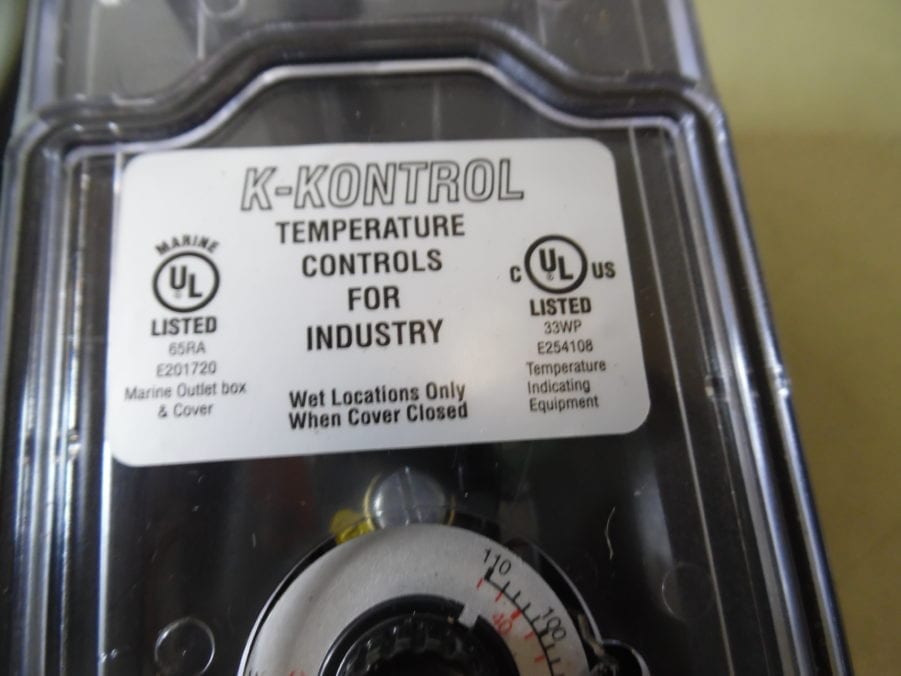 K-KONTROL
TEMPERATURE
CONTROLS
FOR
INDUSTRY
Wet Locations Only
When Cover Closed
MARINE
UL
®
LISTED
65RA
E201720
Marine Outlet box
& Cover
C UL US
®
LISTED
33WP
E254108
Temperature
Indicating
Equipment
110
100
40